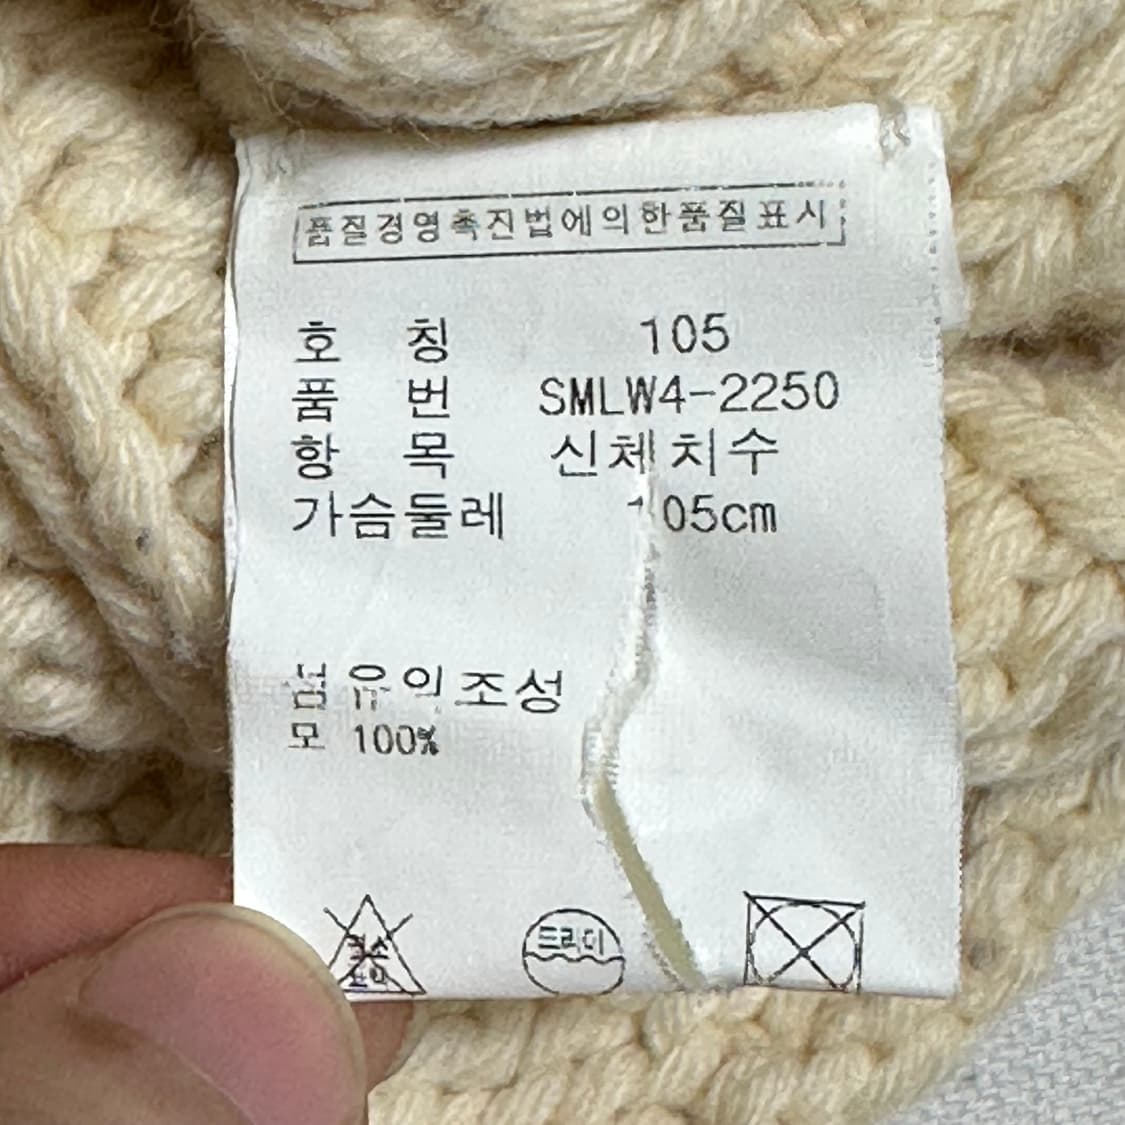 품질경영촉진법에의한품질표시
호 칭 105
품 번 SMLW4-2250
항 목 신체치수
가슴둘레 105cm
섬유의조성
모 100%
드라이